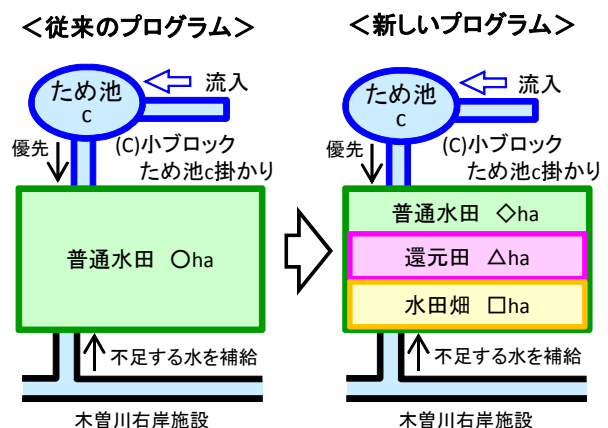 ＜従来のプログラム＞
ため池
c
流入
優先
(C)小ブロック
ため池c掛かり
普通水田 ○ha
不足する水を補給
木曽川右岸施設
＜新しいプログラム＞
ため池
c
流入
優先
(C)小ブロック
ため池c掛かり
普通水田 ◇ha
還元田 △ha
水田畑 □ha
不足する水を補給
木曽川右岸施設